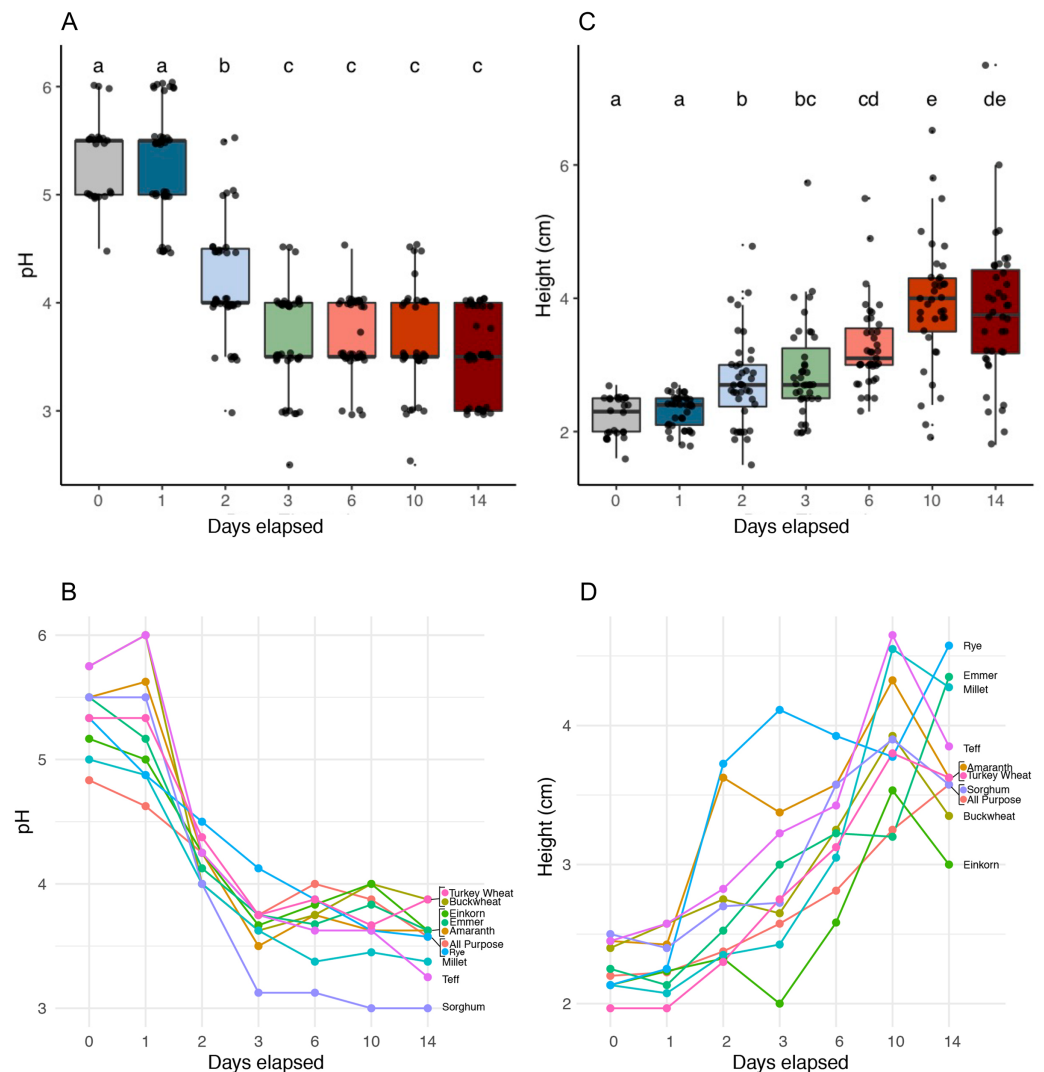 A
a a b c c c c
6
5
4
3
pH
0 1 2 3 6 10 14
Days elapsed
C
a a b bc cd e de
6
4
2
Height (cm)
0 1 2 3 6 10 14
Days elapsed
B
6
5
4
3
pH
Turkey Wheat
Buckwheat
Einkorn
Emmer
Amaranth
All Purpose
Rye
Millet
Teff
Sorghum
0 1 2 3 6 10 14
Days elapsed
D
4
3
2
Height (cm)
Rye
Emmer
Millet
Teff
Amaranth
Turkey Wheat
Sorghum
All Purpose
Buckwheat
Einkorn
0 1 2 3 6 10 14
Days elapsed